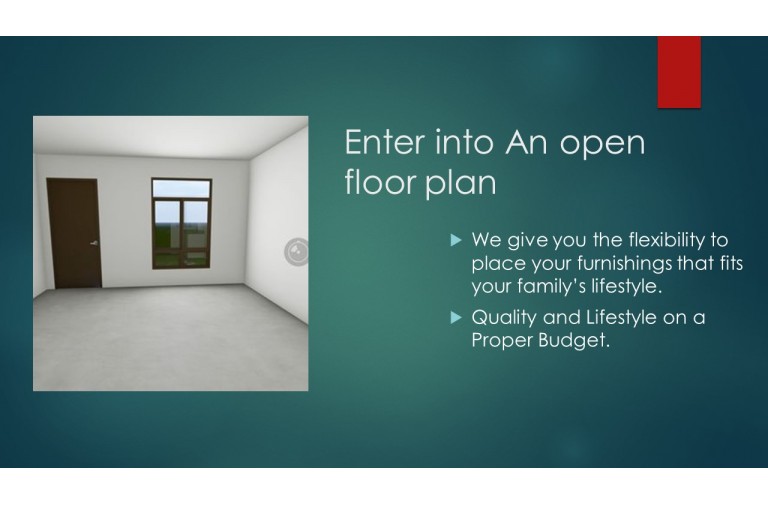 Enter into An open
floor plan
We give you the flexibility to
place your furnishings that fits
your family's lifestyle.
Quality and Lifestyle on a
Proper Budget.